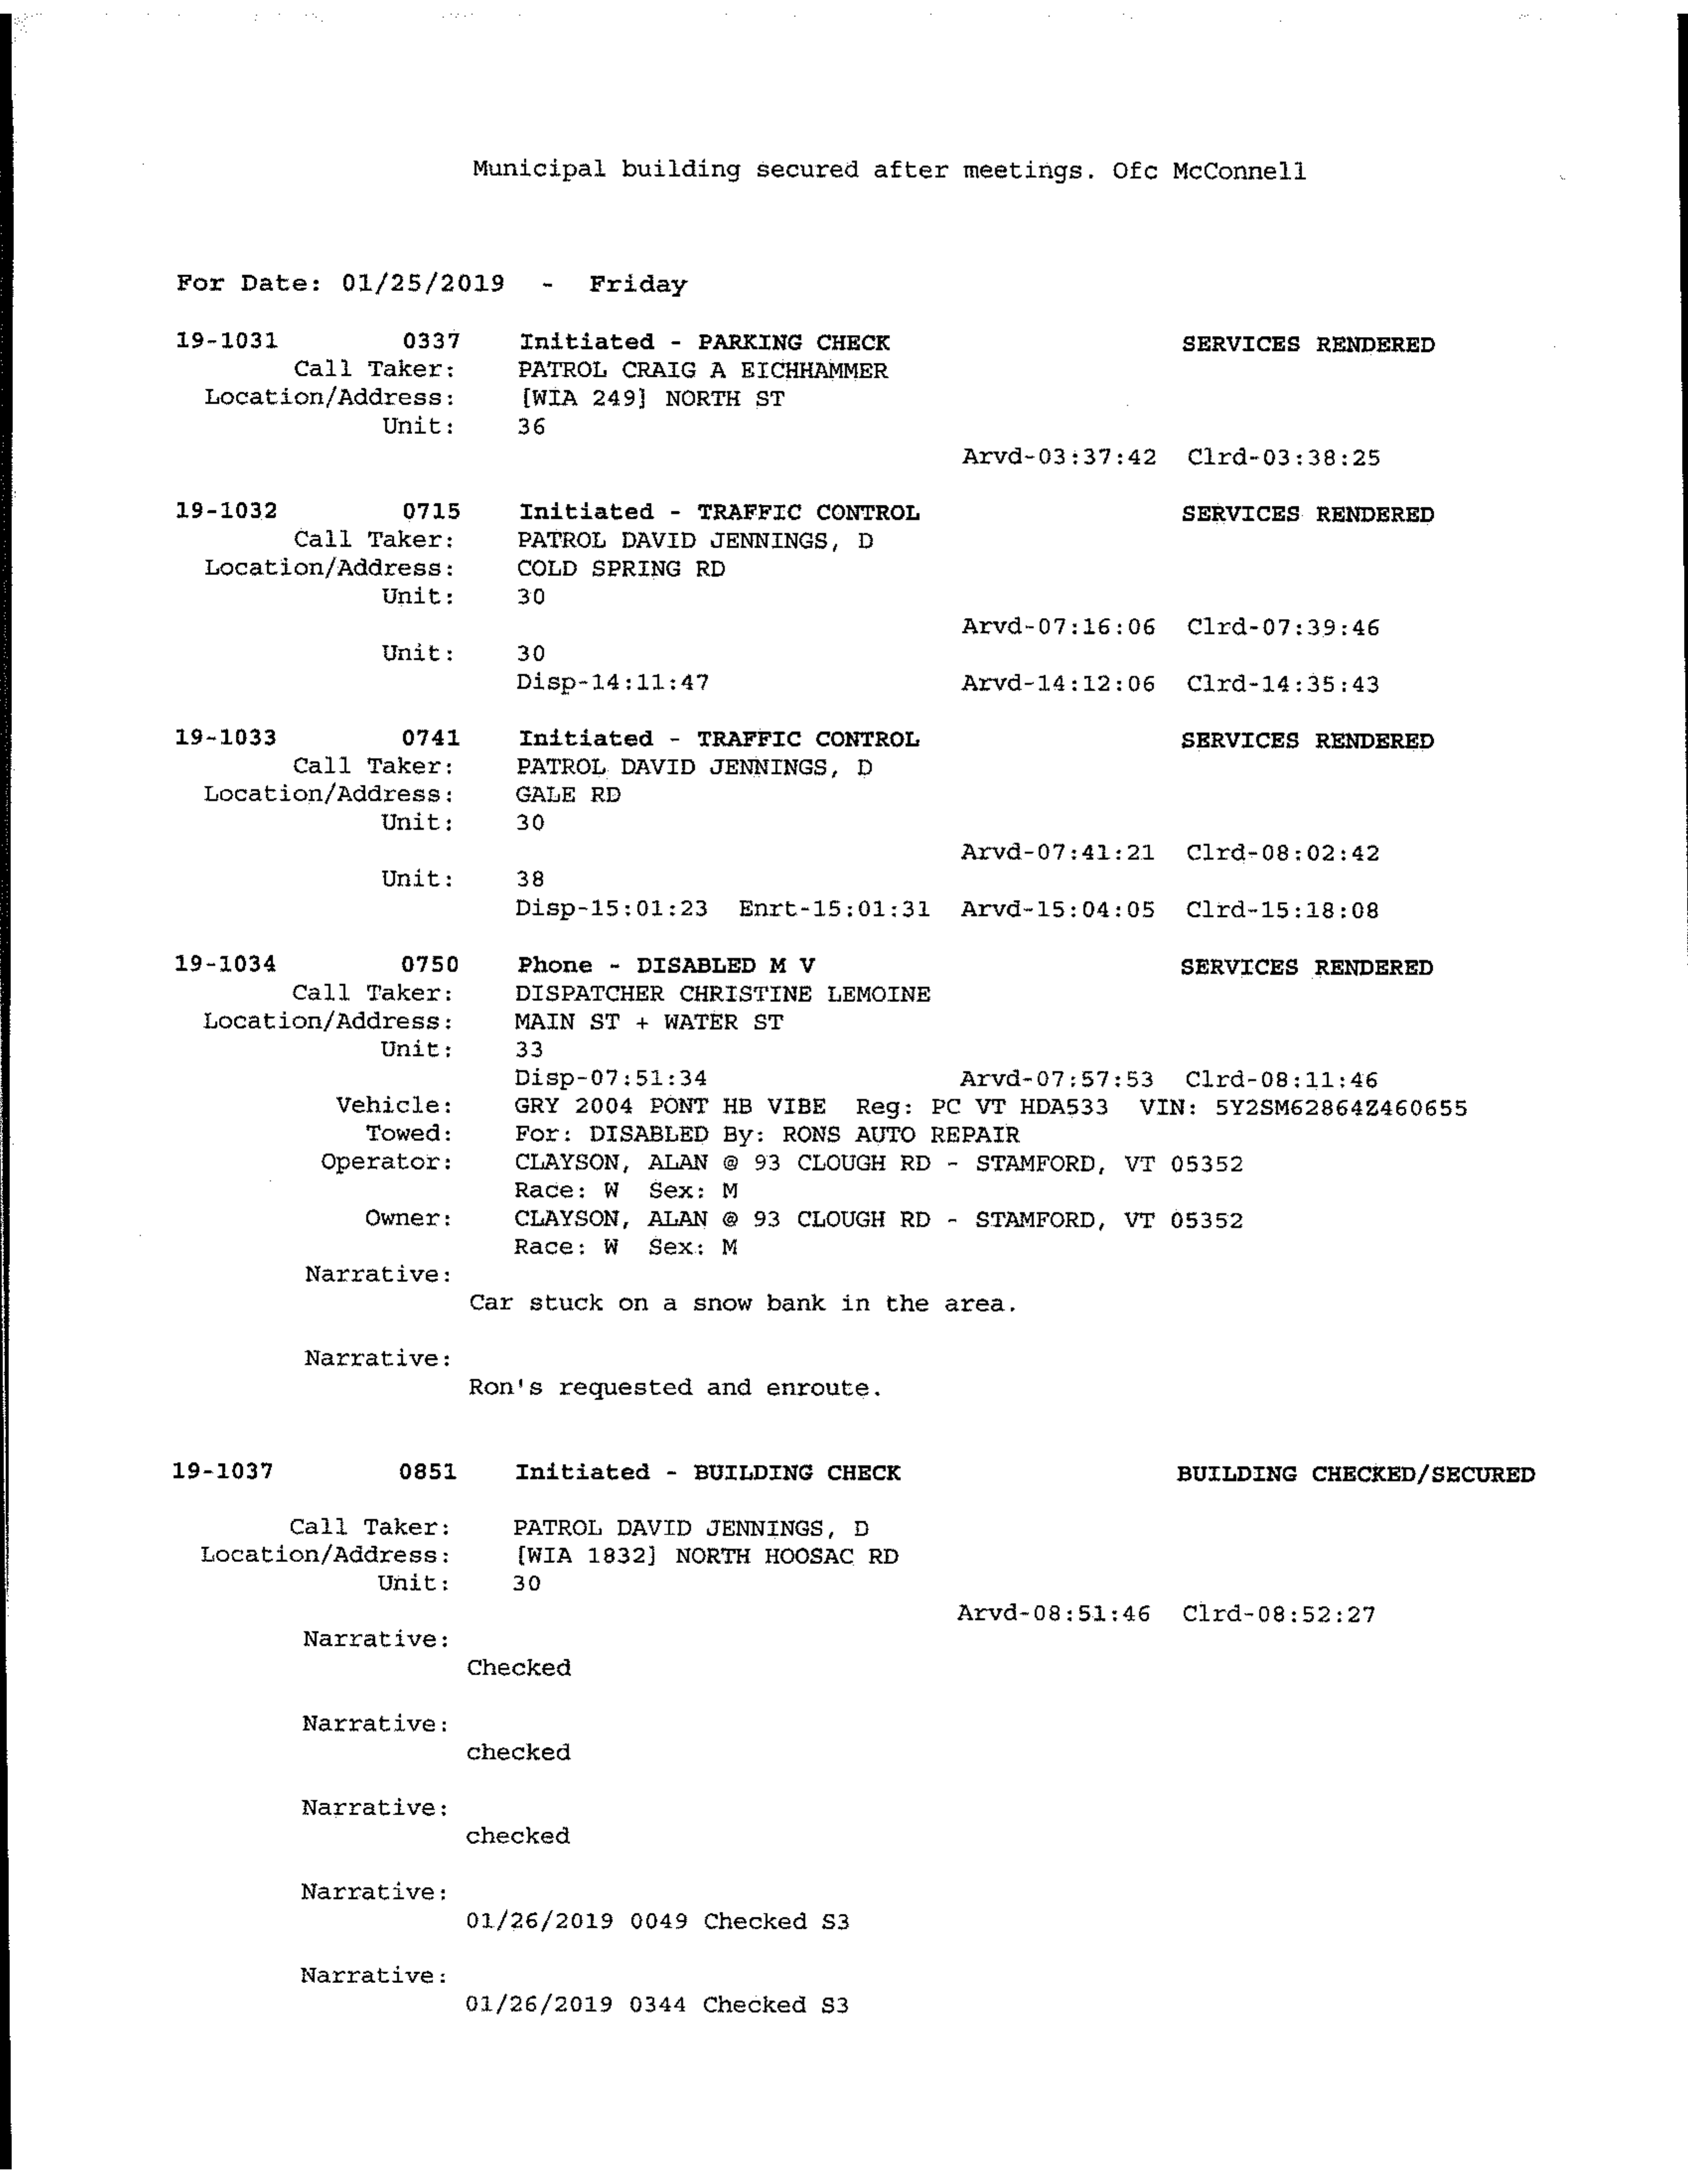 Municipal building secured after meetings. Ofc McConnell
For Date: 01/25/2019 - Friday
19-1031 0337 Initiated - PARKING CHECK SERVICES RENDERED
Call Taker: PATROL CRAIG A EICHHAMMER
Location/Address: [WIA 249] NORTH ST
Unit: 36
Arvd-03:37:42 Clrd-03:38:25
19-1032 0715 Initiated - TRAFFIC CONTROL SERVICES RENDERED
Call Taker: PATROL DAVID JENNINGS, D
Location/Address: COLD SPRING RD
Unit: 30
Arvd-07:16:06 Clrd-07:39:46
Unit: 30
Disp-14:11:47 Arvd-14:12:06 Clrd-14:35:43
19-1033 0741 Initiated - TRAFFIC CONTROL SERVICES RENDERED
Call Taker: PATROL DAVID JENNINGS, D
Location/Address: GALE RD
Unit: 30
Arvd-07:41:21 Clrd-08:02:42
Unit: 38
Disp-15:01:23 Enrt-15:01:31 Arvd-15:04:05 Clrd-15:18:08
19-1034 0750 Phone - DISABLED M V SERVICES RENDERED
Call Taker: DISPATCHER CHRISTINE LEMOINE
Location/Address: MAIN ST + WATER ST
Unit: 33
Disp-07:51:34 Arvd-07:57:53 Clrd-08:11:46
Vehicle: GRY 2004 PONT HB VIBE Reg: PC VT HDA533 VIN: 5Y2SM62864Z460655
Towed: For: DISABLED By: RONS AUTO REPAIR
Operator: CLAYSON, ALAN @ 93 CLOUGH RD - STAMFORD, VT 05352
Race: W Sex: M
Owner: CLAYSON, ALAN @ 93 CLOUGH RD - STAMFORD, VT 05352
Race: W Sex: M
Narrative:
Car stuck on a snow bank in the area.
Narrative:
Ron's requested and enroute.
19-1037 0851 Initiated - BUILDING CHECK BUILDING CHECKED/SECURED
Call Taker: PATROL DAVID JENNINGS, D
Location/Address: [WIA 1832] NORTH HOOSAC RD
Unit: 30
Arvd-08:51:46 Clrd-08:52:27
Narrative:
Checked
Narrative:
checked
Narrative:
checked
Narrative:
01/26/2019 0049 Checked S3
Narrative:
01/26/2019 0344 Checked S3